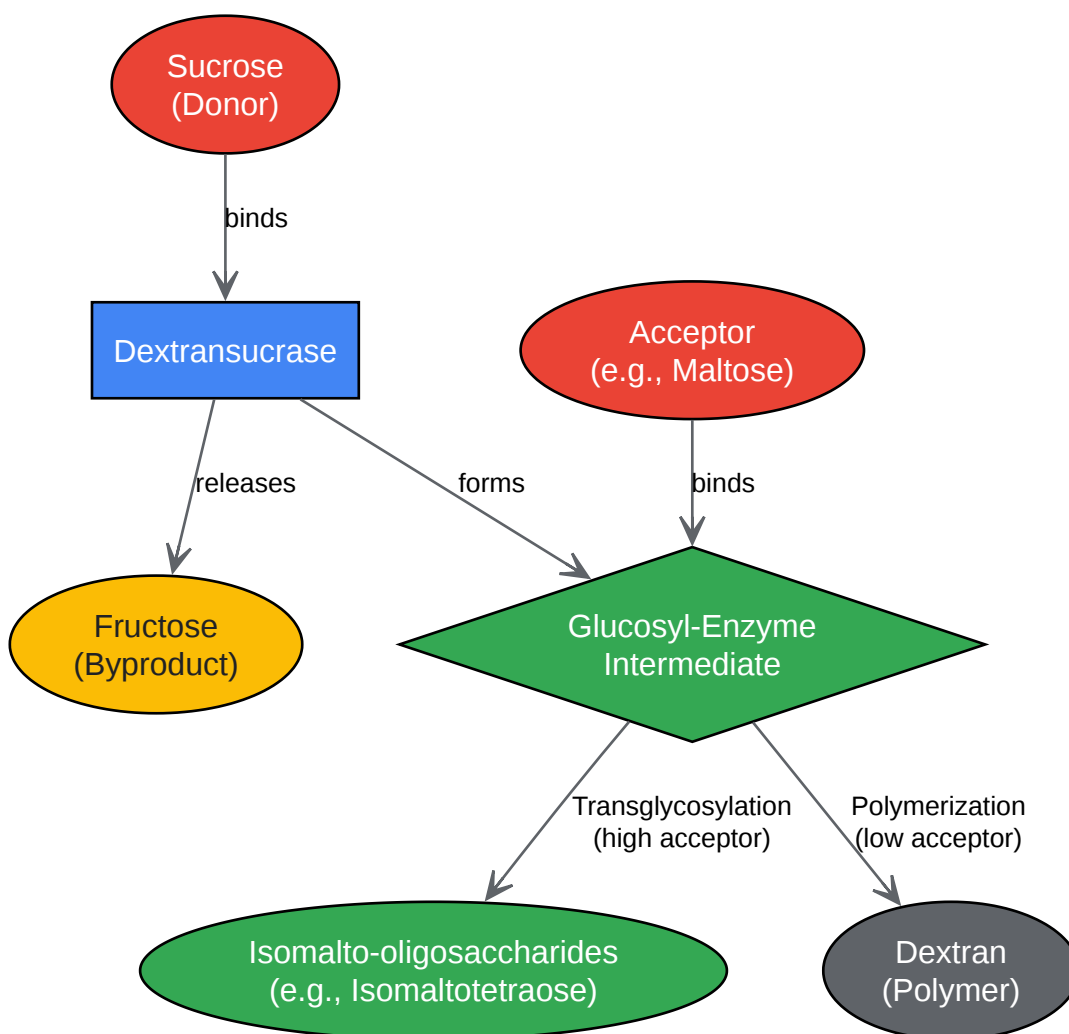 Sucrose
(Donor)
binds
Dextransucrase
Acceptor
(e.g., Maltose)
releases
forms
binds
Fructose
(Byproduct)
Glucosyl-Enzyme
Intermediate
Transglycosylation
(high acceptor)
Polymerization
(low acceptor)
Isomalto-oligosaccharides
(e.g., Isomaltotetraose)
Dextran
(Polymer)